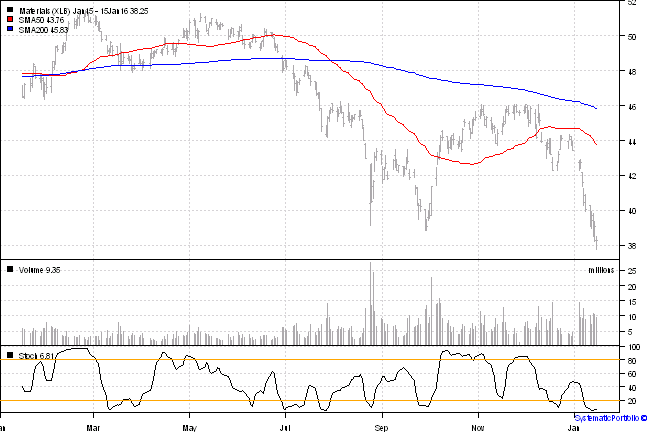 Materials (XLB) Jan15 - 15Jan16 38.25
SMA50 43.76
SMA200 45.83
52
50
48
46
44
42
40
38
Volume 9.35
millions
25
20
15
10
5
Stoch 6.81
100
80
60
40
20
Mar
May
Jul
Sep
Nov
Jan
SystematicPortfolio ©